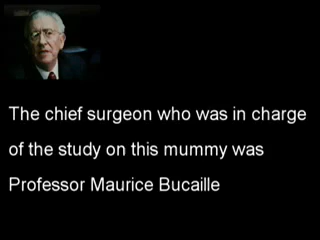 The chief surgeon who was in charge
of the study on this mummy was
Professor Maurice Bucaille